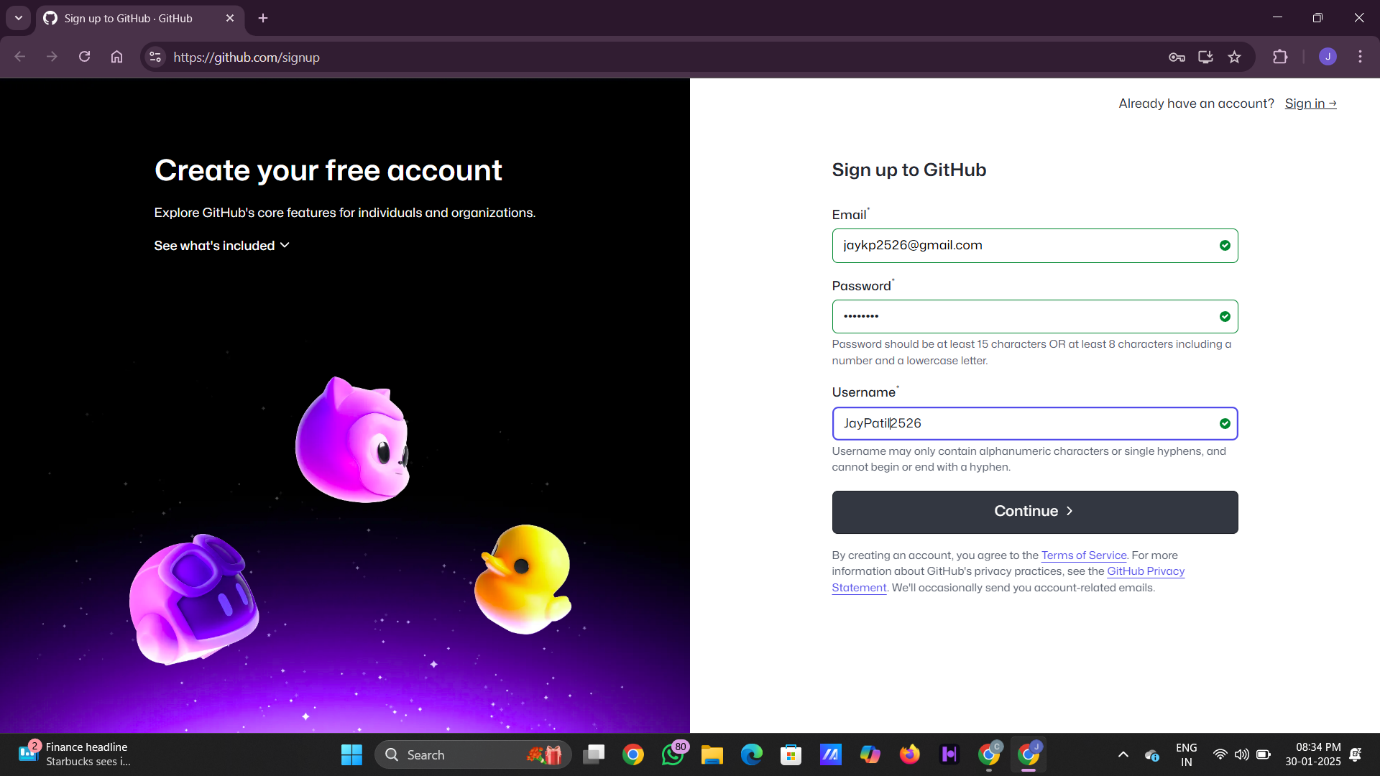 Sign up to GitHub · GitHub
https://github.com/signup
J
Already have an account? Sign in →
Create your free account
Explore GitHub's core features for individuals and organizations.
See what's included
Sign up to GitHub
Email*
jaykp2526@gmail.com
Password*
••••••••
Password should be at least 15 characters OR at least 8 characters including a
number and a lowercase letter.
Username*
JayPatil2526
Username may only contain alphanumeric characters or single hyphens, and
cannot begin or end with a hyphen.
Continue
By creating an account, you agree to the Terms of Service. For more
information about GitHub's privacy practices, see the GitHub Privacy
Statement. We'll occasionally send you account-related emails.
2
Finance headline
Starbucks sees i...
Search
80
C
J
ENG
IN
08:34 PM
30-01-2025